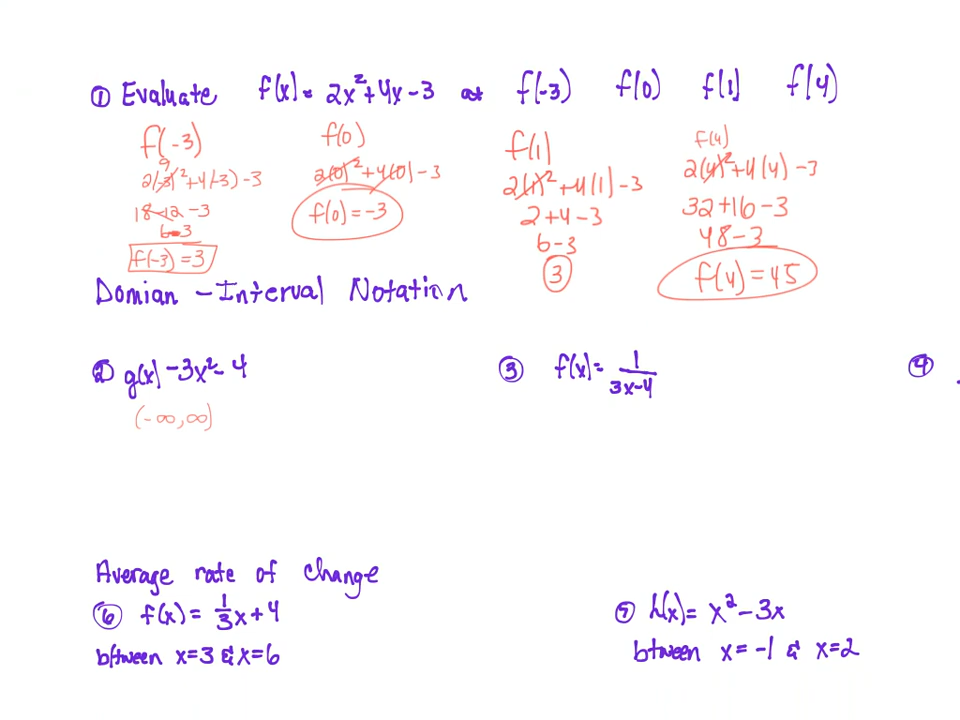 ① Evaluate f(x) = 2x²+4x-3 at f(-3) f(0) f(1) f(4)
f(-3)
9
2(-3)²+4(-3)-3
18-12-3
6-3
f(-3)=3
f(0)
2(0)²+4(0)-3
f(0)=-3
f(1)
2(1)²+4(1)-3
2+4-3
6-3
3
f(4)
2(4)²+4(4)-3
32+16-3
48-3
f(4)=45
Domian - Interval Notation
② g(x) -3x²-4
(-∞,∞)
③ f(x)= 1/(3x-4)
④
Average rate of change
⑥ f(x) = 1/3x+4
btween x=3 & x=6
⑦ h(x)= x²-3x
btween x=-1 & x=2